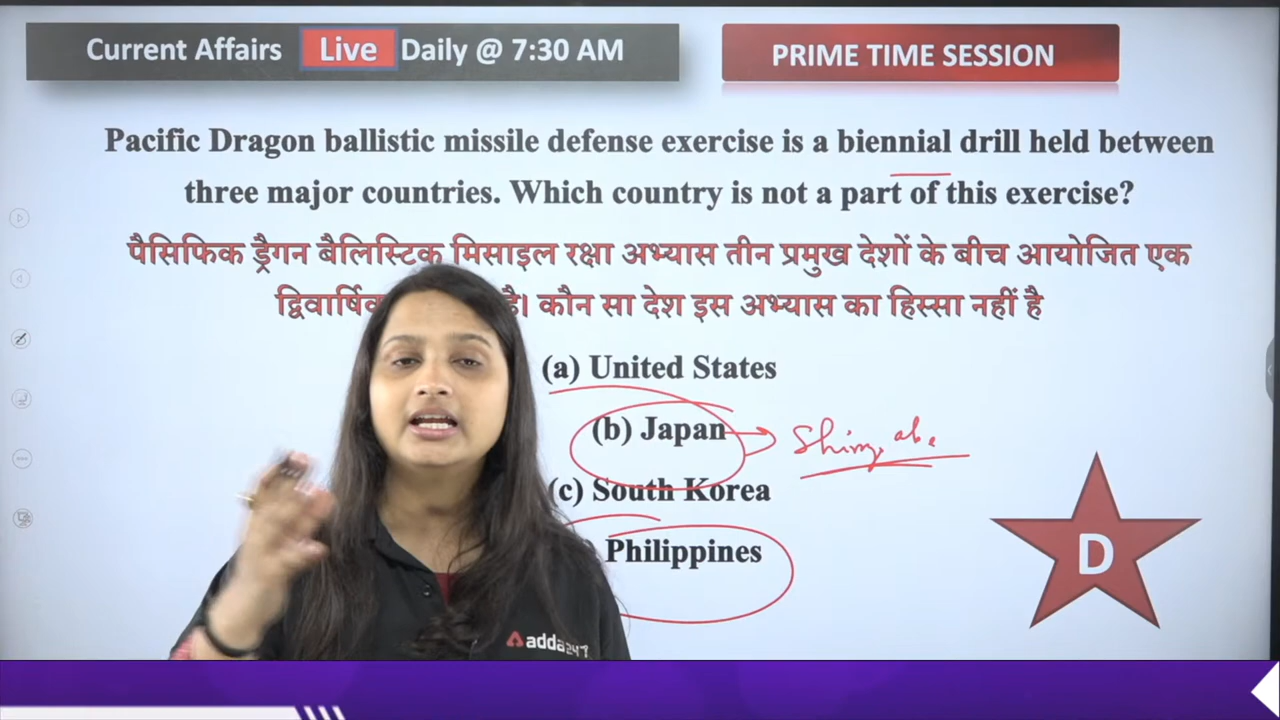 Current Affairs Live Daily @ 7:30 AM
PRIME TIME SESSION
Pacific Dragon ballistic missile defense exercise is a biennial drill held between
three major countries. Which country is not a part of this exercise?
पैसिफिक ड्रैगन बैलिस्टिक मिसाइल रक्षा अभ्यास तीन प्रमुख देशों के बीच आयोजित एक
है। कौन सा देश इस अभ्यास का हिस्सा नहीं है
(a) United States
(b) Japan
(c) South Korea
Philippines
D
adda247